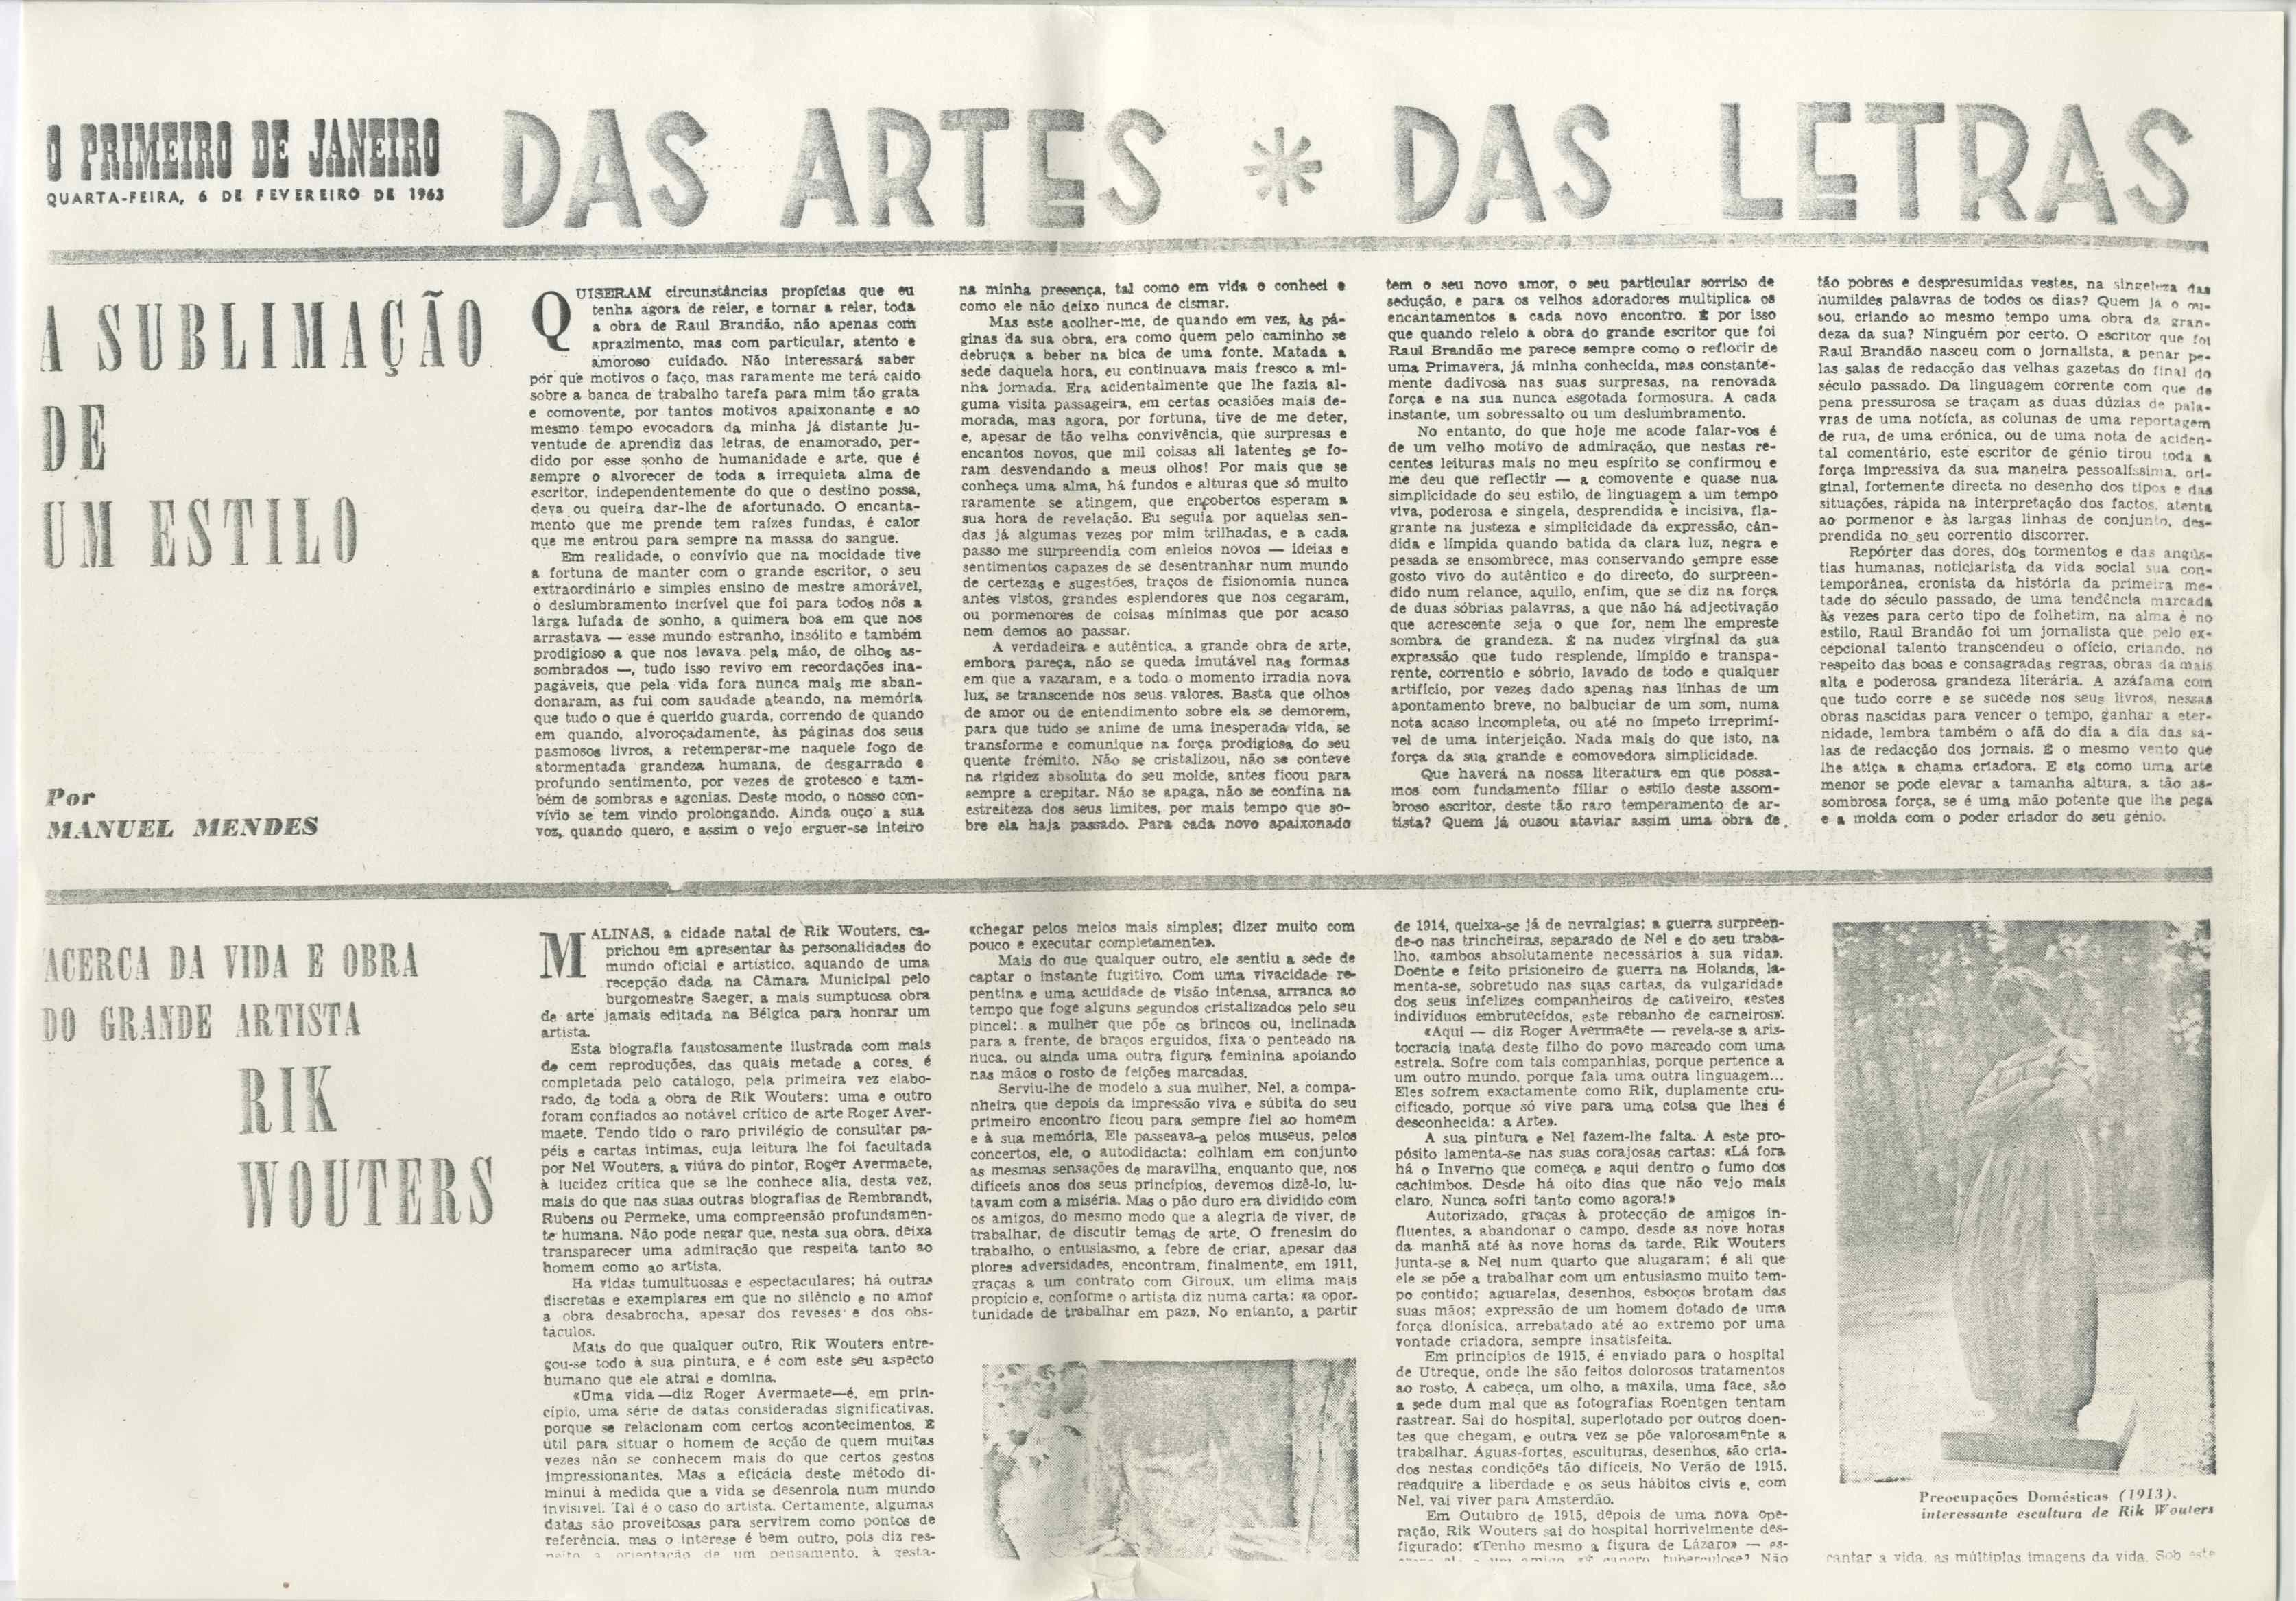 O PRIMEIRO DE JANEIRO
QUARTA-FEIRA, 6 DE FEVEREIRO DE 1963
DAS ARTES * DAS LETRAS
A SUBLIMAÇÃO
DE
UM ESTILO
Por
MANUEL MENDES
QUISERAM circunstâncias propícias que eu
tenha agora de reler, e tornar a reler, toda
a obra de Raul Brandão, não apenas com
aprazimento, mas com particular, atento e
amoroso cuidado. Não interessará saber
por que motivos o faço, mas raramente me terá caído
sobre a banca de trabalho tarefa para mim tão grata
e comovente, por tantos motivos apaixonante e ao
mesmo tempo evocadora da minha já distante ju-
ventude de aprendiz das letras, de enamorado, per-
dido por esse sonho de humanidade e arte, que é
sempre o alvorecer de toda a irrequieta alma de
escritor, independentemente do que o destino possa,
deva ou queira dar-lhe de afortunado. O encanta-
mento que me prende tem raízes fundas, é calor
que me entrou para sempre na massa do sangue.
Em realidade, o convívio que na mocidade tive
a fortuna de manter com o grande escritor, o seu
extraordinário e simples ensino de mestre amorável,
o deslumbramento incrível que foi para todos nós a
larga lufada de sonho, a quimera boa em que nos
arrastava — esse mundo estranho, insólito e também
prodigioso a que nos levava pela mão, de olhos as-
sombrados —, tudo isso revivo em recordações ina-
pagáveis, que pela vida fora nunca mais me aban-
donaram, as fui com saudade ateando, na memória
que tudo o que é querido guarda, correndo de quando
em quando, alvoroçadamente, às páginas dos seus
pasmosos livros, a retemperar-me naquele fogo de
atormentada grandeza humana, de desgarrado e
profundo sentimento, por vezes de grotesco e tam-
bém de sombras e agonias. Deste modo, o nosso con-
vívio se tem vindo prolongando. Ainda ouço a sua
voz, quando quero, e assim o vejo erguer-se inteiro
na minha presença, tal como em vida o conheci e
como ele não deixo nunca de cismar.
Mas este acolher-me, de quando em vez, às pá-
ginas da sua obra, era como quem pelo caminho se
debruça a beber na bica de uma fonte. Matada a
sede daquela hora, eu continuava mais fresco a mi-
nha jornada. Era acidentalmente que lhe fazia al-
guma visita passageira, em certas ocasiões mais de-
morada, mas agora, por fortuna, tive de me deter,
e, apesar de tão velha convivência, que surpresas e
encantos novos, que mil coisas ali latentes se fo-
ram desvendando a meus olhos! Por mais que se
conheça uma alma, há fundos e alturas que só muito
raramente se atingem, que encobertos esperam a
sua hora de revelação. Eu seguia por aquelas sen-
das já algumas vezes por mim trilhadas, e a cada
passo me surpreendia com enleios novos — ideias e
sentimentos capazes de se desentranhar num mundo
de certezas e sugestões, traços de fisionomia nunca
antes vistos, grandes esplendores que nos cegaram,
ou pormenores de coisas mínimas que por acaso
nem demos ao passar.
A verdadeira e autêntica, a grande obra de arte,
embora pareça, não se queda imutável nas formas
em que a vazaram, e a todo o momento irradia nova
luz, se transcende nos seus valores. Basta que olhos
de amor ou de entendimento sobre ela se demorem,
para que tudo se anime de uma inesperada vida, se
transforme e comunique na força prodigiosa do seu
quente frémito. Não se cristalizou, não se conteve
na rigidez absoluta do seu molde, antes ficou para
sempre a crepitar. Não se apaga, não se confina na
estreiteza dos seus limites, por mais tempo que so-
bre ela haja passado. Para cada novo apaixonado
tem o seu novo amor, o seu particular sorriso de
sedução, e para os velhos adoradores multiplica os
encantamentos a cada novo encontro. É por isso
que quando releio a obra do grande escritor que foi
Raul Brandão me parece sempre como o reflorir de
uma Primavera, já minha conhecida, mas constante-
mente dadivosa nas suas surpresas, na renovada
força e na sua nunca esgotada formosura. A cada
instante, um sobressalto ou um deslumbramento.
No entanto, do que hoje me acode falar-vos é
de um velho motivo de admiração, que nestas re-
centes leituras mais no meu espírito se confirmou e
me deu que reflectir — a comovente e quase nua
simplicidade do seu estilo, de linguagem a um tempo
viva, poderosa e singela, desprendida e incisiva, fla-
grante na justeza e simplicidade da expressão, cân-
dida e límpida quando batida da clara luz, negra e
pesada se ensombrece, mas conservando sempre esse
gosto vivo do autêntico e do directo, do surpreen-
dido num relance, aquilo, enfim, que se diz na força
de duas sóbrias palavras, a que não há adjectivação
que acrescente seja o que for, nem lhe empreste
sombra de grandeza. É na nudez virginal da sua
expressão que tudo resplende, límpido e transpa-
rente, correntio e sóbrio, lavado de todo e qualquer
artifício, por vezes dado apenas nas linhas de um
apontamento breve, no balbuciar de um som, numa
nota acaso incompleta, ou até no ímpeto irreprimí-
vel de uma interjeição. Nada mais do que isto, na
força da sua grande e comovedora simplicidade.
Que haverá na nossa literatura em que possa-
mos com fundamento filiar o estilo deste assom-
broso escritor, deste tão raro temperamento de ar-
tista? Quem já ousou ataviar assim uma obra de
tão pobres e despresumidas vestes, na singeleza das
humildes palavras de todos os dias? Quem já o ou-
sou, criando ao mesmo tempo uma obra da gran-
deza da sua? Ninguém por certo. O escritor que foi
Raul Brandão nasceu com o jornalista, a penar pe-
las salas de redacção das velhas gazetas do final do
século passado. Da linguagem corrente com que de
pena pressurosa se traçam as duas dúzias de pala-
vras de uma notícia, as colunas de uma reportagem
de rua, de uma crónica, ou de uma nota de aciden-
tal comentário, este escritor de génio tirou toda a
força impressiva da sua maneira pessoalíssima, ori-
ginal, fortemente directa no desenho dos tipos e das
situações, rápida na interpretação dos factos, atenta
ao pormenor e às largas linhas de conjunto, des-
prendida no seu correntio discorrer.
Repórter das dores, dos tormentos e das angús-
tias humanas, noticiarista da vida social sua con-
temporânea, cronista da história da primeira me-
tade do século passado, de uma tendência marcada
às vezes para certo tipo de folhetim, na alma e no
estilo, Raul Brandão foi um jornalista que pelo ex-
cepcional talento transcendeu o ofício, criando, no
respeito das boas e consagradas regras, obras da mais
alta e poderosa grandeza literária. A azáfama com
que tudo corre e se sucede nos seus livros, nessas
obras nascidas para vencer o tempo, ganhar a eter-
nidade, lembra também o afã do dia a dia das sa-
las de redacção dos jornais. É o mesmo vento que
lhe atiça a chama criadora. E eis como uma arte
menor se pode elevar a tamanha altura, a tão as-
sombrosa força, se é uma mão potente que lhe pega
e a molda com o poder criador do seu génio.
ACERCA DA VIDA E OBRA
DO GRANDE ARTISTA
RIK
WOUTERS
MALINAS, a cidade natal de Rik Wouters, ca-
prichou em apresentar às personalidades do
mundo oficial e artístico, aquando de uma
recepção dada na Câmara Municipal pelo
burgomestre Saeger, a mais sumptuosa obra
de arte jamais editada na Bélgica para honrar um
artista.
Esta biografia faustosamente ilustrada com mais
de cem reproduções, das quais metade a cores, é
completada pelo catálogo, pela primeira vez elabo-
rado, de toda a obra de Rik Wouters: uma e outro
foram confiados ao notável crítico de arte Roger Aver-
maete. Tendo tido o raro privilégio de consultar pa-
péis e cartas íntimas, cuja leitura lhe foi facultada
por Nel Wouters, a viúva do pintor, Roger Avermaete,
à lucidez crítica que se lhe conhece alia, desta vez,
mais do que nas suas outras biografias de Rembrandt,
Rubens ou Permeke, uma compreensão profundamen-
te humana. Não pode negar que, nesta sua obra, deixa
transparecer uma admiração que respeita tanto ao
homem como ao artista.
Há vidas tumultuosas e espectaculares; há outras
discretas e exemplares em que no silêncio e no amor
a obra desabrocha, apesar dos reveses e dos obs-
táculos.
Mais do que qualquer outro, Rik Wouters entre-
gou-se todo à sua pintura, e é com este seu aspecto
humano que ele atrai e domina.
«Uma vida —diz Roger Avermaete—é, em prin-
cípio, uma série de datas consideradas significativas,
porque se relacionam com certos acontecimentos. É
útil para situar o homem de acção de quem muitas
vezes não se conhecem mais do que certos gestos
impressionantes. Mas a eficácia deste método di-
minui à medida que a vida se desenrola num mundo
invisível. Tal é o caso do artista. Certamente, algumas
datas são proveitosas para servirem como pontos de
referência, mas o interese é bem outro, pois diz res-
peito a orientação de um pensamento, à gesta-
«chegar pelos meios mais simples; dizer muito com
pouco e executar completamente».
Mais do que qualquer outro, ele sentiu a sede de
captar o instante fugitivo. Com uma vivacidade re-
pentina e uma acuidade de visão intensa, arranca ao
tempo que foge alguns segundos cristalizados pelo seu
pincel: a mulher que põe os brincos ou, inclinada
para a frente, de braços erguidos, fixa o penteado na
nuca, ou ainda uma outra figura feminina apoiando
nas mãos o rosto de feições marcadas.
Serviu-lhe de modelo a sua mulher, Nel, a compa-
nheira que depois da impressão viva e súbita do seu
primeiro encontro ficou para sempre fiel ao homem
e à sua memória. Ele passeava-a pelos museus, pelos
concertos, ele, o autodidacta: colhiam em conjunto
as mesmas sensações de maravilha, enquanto que, nos
difíceis anos dos seus princípios, devemos dizê-lo, lu-
tavam com a miséria. Mas o pão duro era dividido com
os amigos, do mesmo modo que a alegria de viver, de
trabalhar, de discutir temas de arte. O frenesim do
trabalho, o entusiasmo, a febre de criar, apesar das
piores adversidades, encontram, finalmente, em 1911,
graças a um contrato com Giroux, um elima mais
propício e, conforme o artista diz numa carta: «a opor-
tunidade de trabalhar em paz». No entanto, a partir
de 1914, queixa-se já de nevralgias; a guerra surpreen-
de-o nas trincheiras, separado de Nel e do seu traba-
lho, «ambos absolutamente necessários à sua vida».
Doente e feito prisioneiro de guerra na Holanda, la-
menta-se, sobretudo nas suas cartas, da vulgaridade
dos seus infelizes companheiros de cativeiro, «estes
indivíduos embrutecidos, este rebanho de carneiros».
«Aqui — diz Roger Avermaete — revela-se a aris-
tocracia inata deste filho do povo marcado com uma
estrela. Sofre com tais companhias, porque pertence a
um outro mundo, porque fala uma outra linguagem...
Eles sofrem exactamente como Rik, duplamente cru-
cificado, porque só vive para uma coisa que lhes é
desconhecida: a Arte».
A sua pintura e Nel fazem-lhe falta. A este pro-
pósito lamenta-se nas suas corajosas cartas: «Lá fora
há o Inverno que começa e aqui dentro o fumo dos
cachimbos. Desde há oito dias que não vejo mais
claro. Nunca sofri tanto como agora!»
Autorizado, graças à protecção de amigos in-
fluentes, a abandonar o campo, desde as nove horas
da manhã até às nove horas da tarde, Rik Wouters
junta-se a Nel num quarto que alugaram; é ali que
ele se põe a trabalhar com um entusiasmo muito tem-
po contido; aguarelas, desenhos, esboços brotam das
suas mãos; expressão de um homem dotado de uma
força dionísica, arrebatado até ao extremo por uma
vontade criadora, sempre insatisfeita.
Em princípios de 1915, é enviado para o hospital
de Utreque, onde lhe são feitos dolorosos tratamentos
ao rosto. A cabeça, um olho, a maxila, uma face, são
a sede dum mal que as fotografias Roentgen tentam
rastrear. Sai do hospital, superlotado por outros doen-
tes que chegam, e outra vez se põe valorosamente a
trabalhar. Águas-fortes, esculturas, desenhos, são cria-
dos nestas condições tão difíceis. No Verão de 1915,
readquire a liberdade e os seus hábitos civis e, com
Nel, vai viver para Amsterdão.
Em Outubro de 1915, depois de uma nova ope-
ração, Rik Wouters sai do hospital horrivelmente des-
figurado: «Tenho mesmo a figura de Lázaro» — es-
a um amigo cancro tuberculose? Não
Preocupações Domésticas (1913),
interessante escultura de Rik Wouters
cantar a vida, as múltiplas imagens da vida. Sob este